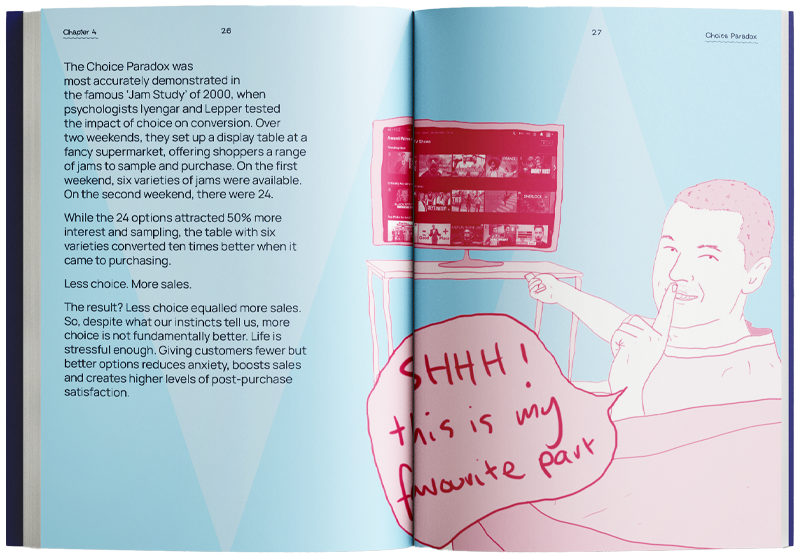 Chapter 4
26
The Choice Paradox was
most accurately demonstrated in
the famous 'Jam Study' of 2000, when
psychologists Iyengar and Lepper tested
the impact of choice on conversion. Over
two weekends, they set up a display table at a
fancy supermarket, offering shoppers a range
of jams to sample and purchase. On the first
weekend, six varieties of jams were available.
On the second weekend, there were 24.
While the 24 options attracted 50% more
interest and sampling, the table with six
varieties converted ten times better when it
came to purchasing.
Less choice. More sales.
The result? Less choice equalled more sales.
So, despite what our instincts tell us, more
choice is not fundamentally better. Life is
stressful enough. Giving customers fewer but
better options reduces anxiety, boosts sales
and creates higher levels of post-purchase
satisfaction.
27
Choice Paradox
SHERLOCK
SHHH!
this is my
favourite part